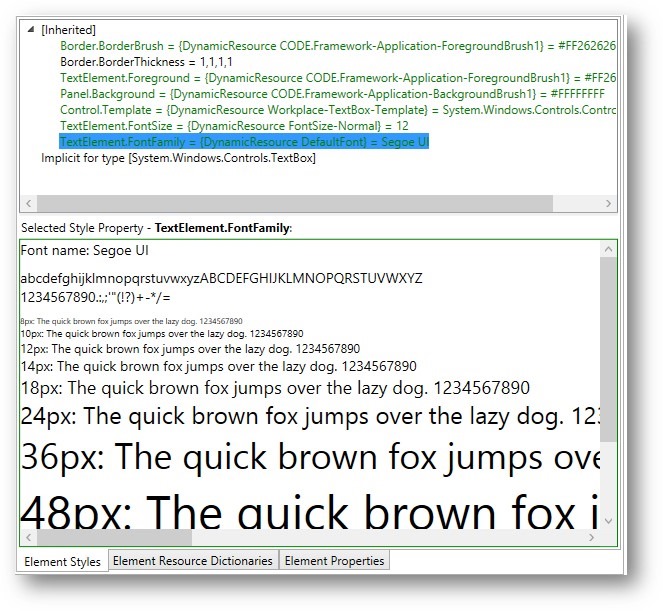 [Inherited]
Border.BorderBrush = {DynamicResource CODE.Framework-Application-ForegroundBrush1} = #FF262626
Border.BorderThickness = 1,1,1,1
TextElement.Foreground = {DynamicResource CODE.Framework-Application-ForegroundBrush1} = #FF26
Panel.Background = {DynamicResource CODE.Framework-Application-BackgroundBrush1} = #FFFFFFFF
Control.Template = {DynamicResource Workplace-TextBox-Template} = System.Windows.Controls.Contro
TextElement.FontSize = {DynamicResource FontSize-Normal} = 12
TextElement.FontFamily = {DynamicResource DefaultFont} = Segoe UI
Implicit for type [System.Windows.Controls.TextBox]
Selected Style Property - TextElement.FontFamily:
Font name: Segoe UI
abcdefghijklmnopqrstuvwxyzABCDEFGHIJKLMNOPQRSTUVWXYZ
1234567890.:,;'"(!?)+-*/=
8px: The quick brown fox jumps over the lazy dog. 1234567890
10px: The quick brown fox jumps over the lazy dog. 1234567890
12px: The quick brown fox jumps over the lazy dog. 1234567890
14px: The quick brown fox jumps over the lazy dog. 1234567890
18px: The quick brown fox jumps over the lazy dog. 1234567890
24px: The quick brown fox jumps over the lazy dog. 123
36px: The quick brown fox jumps ove
48px: The quick brown fox j
Element Styles Element Resource Dictionaries Element Properties